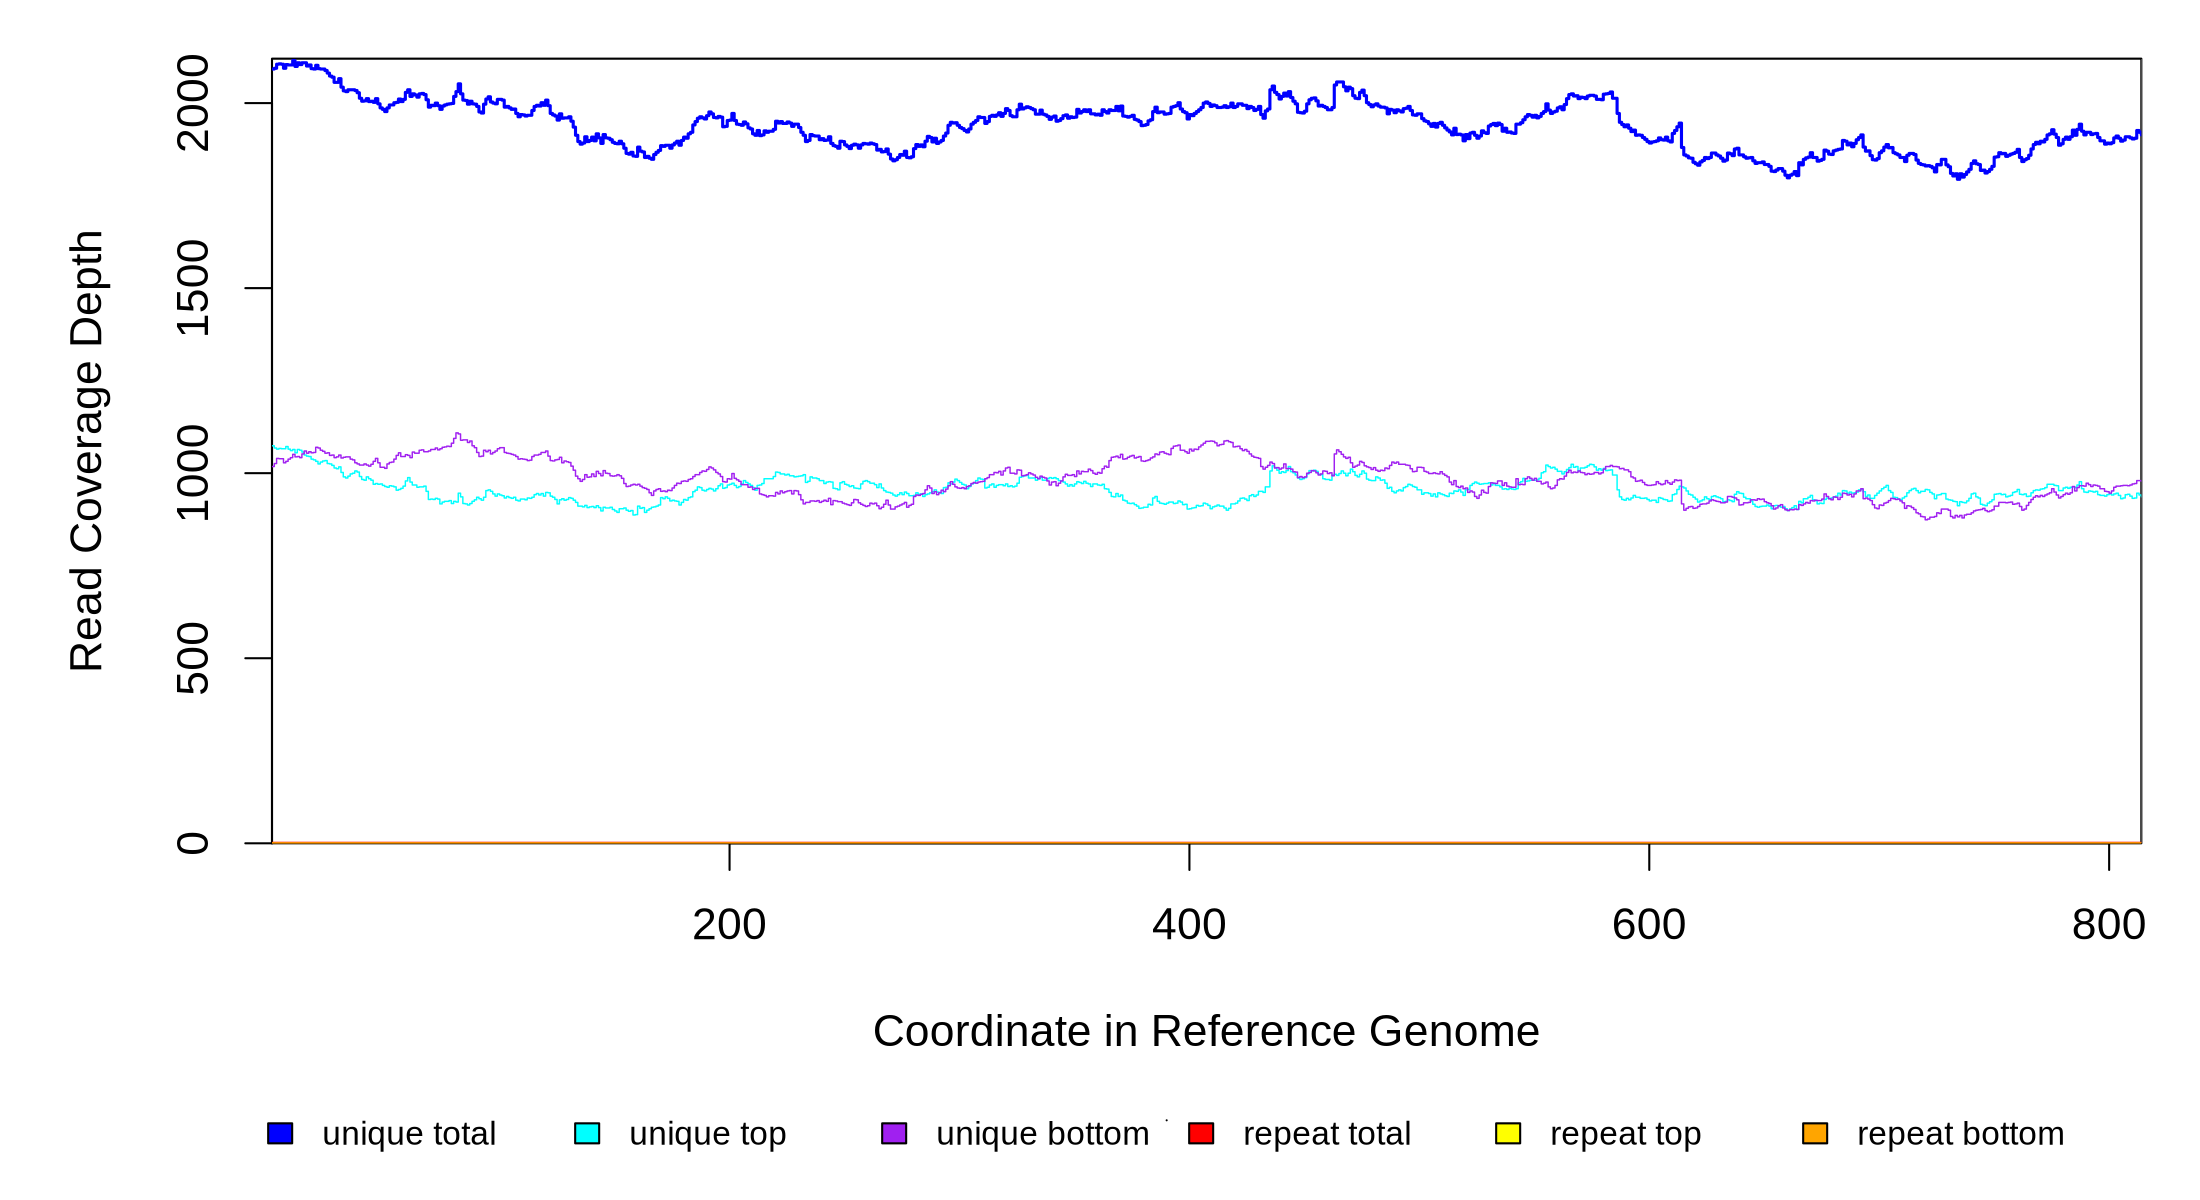 Read Coverage Depth
2000
1500
1000
500
0
200 400 600 800
Coordinate in Reference Genome
unique total unique top unique bottom repeat total repeat top repeat bottom